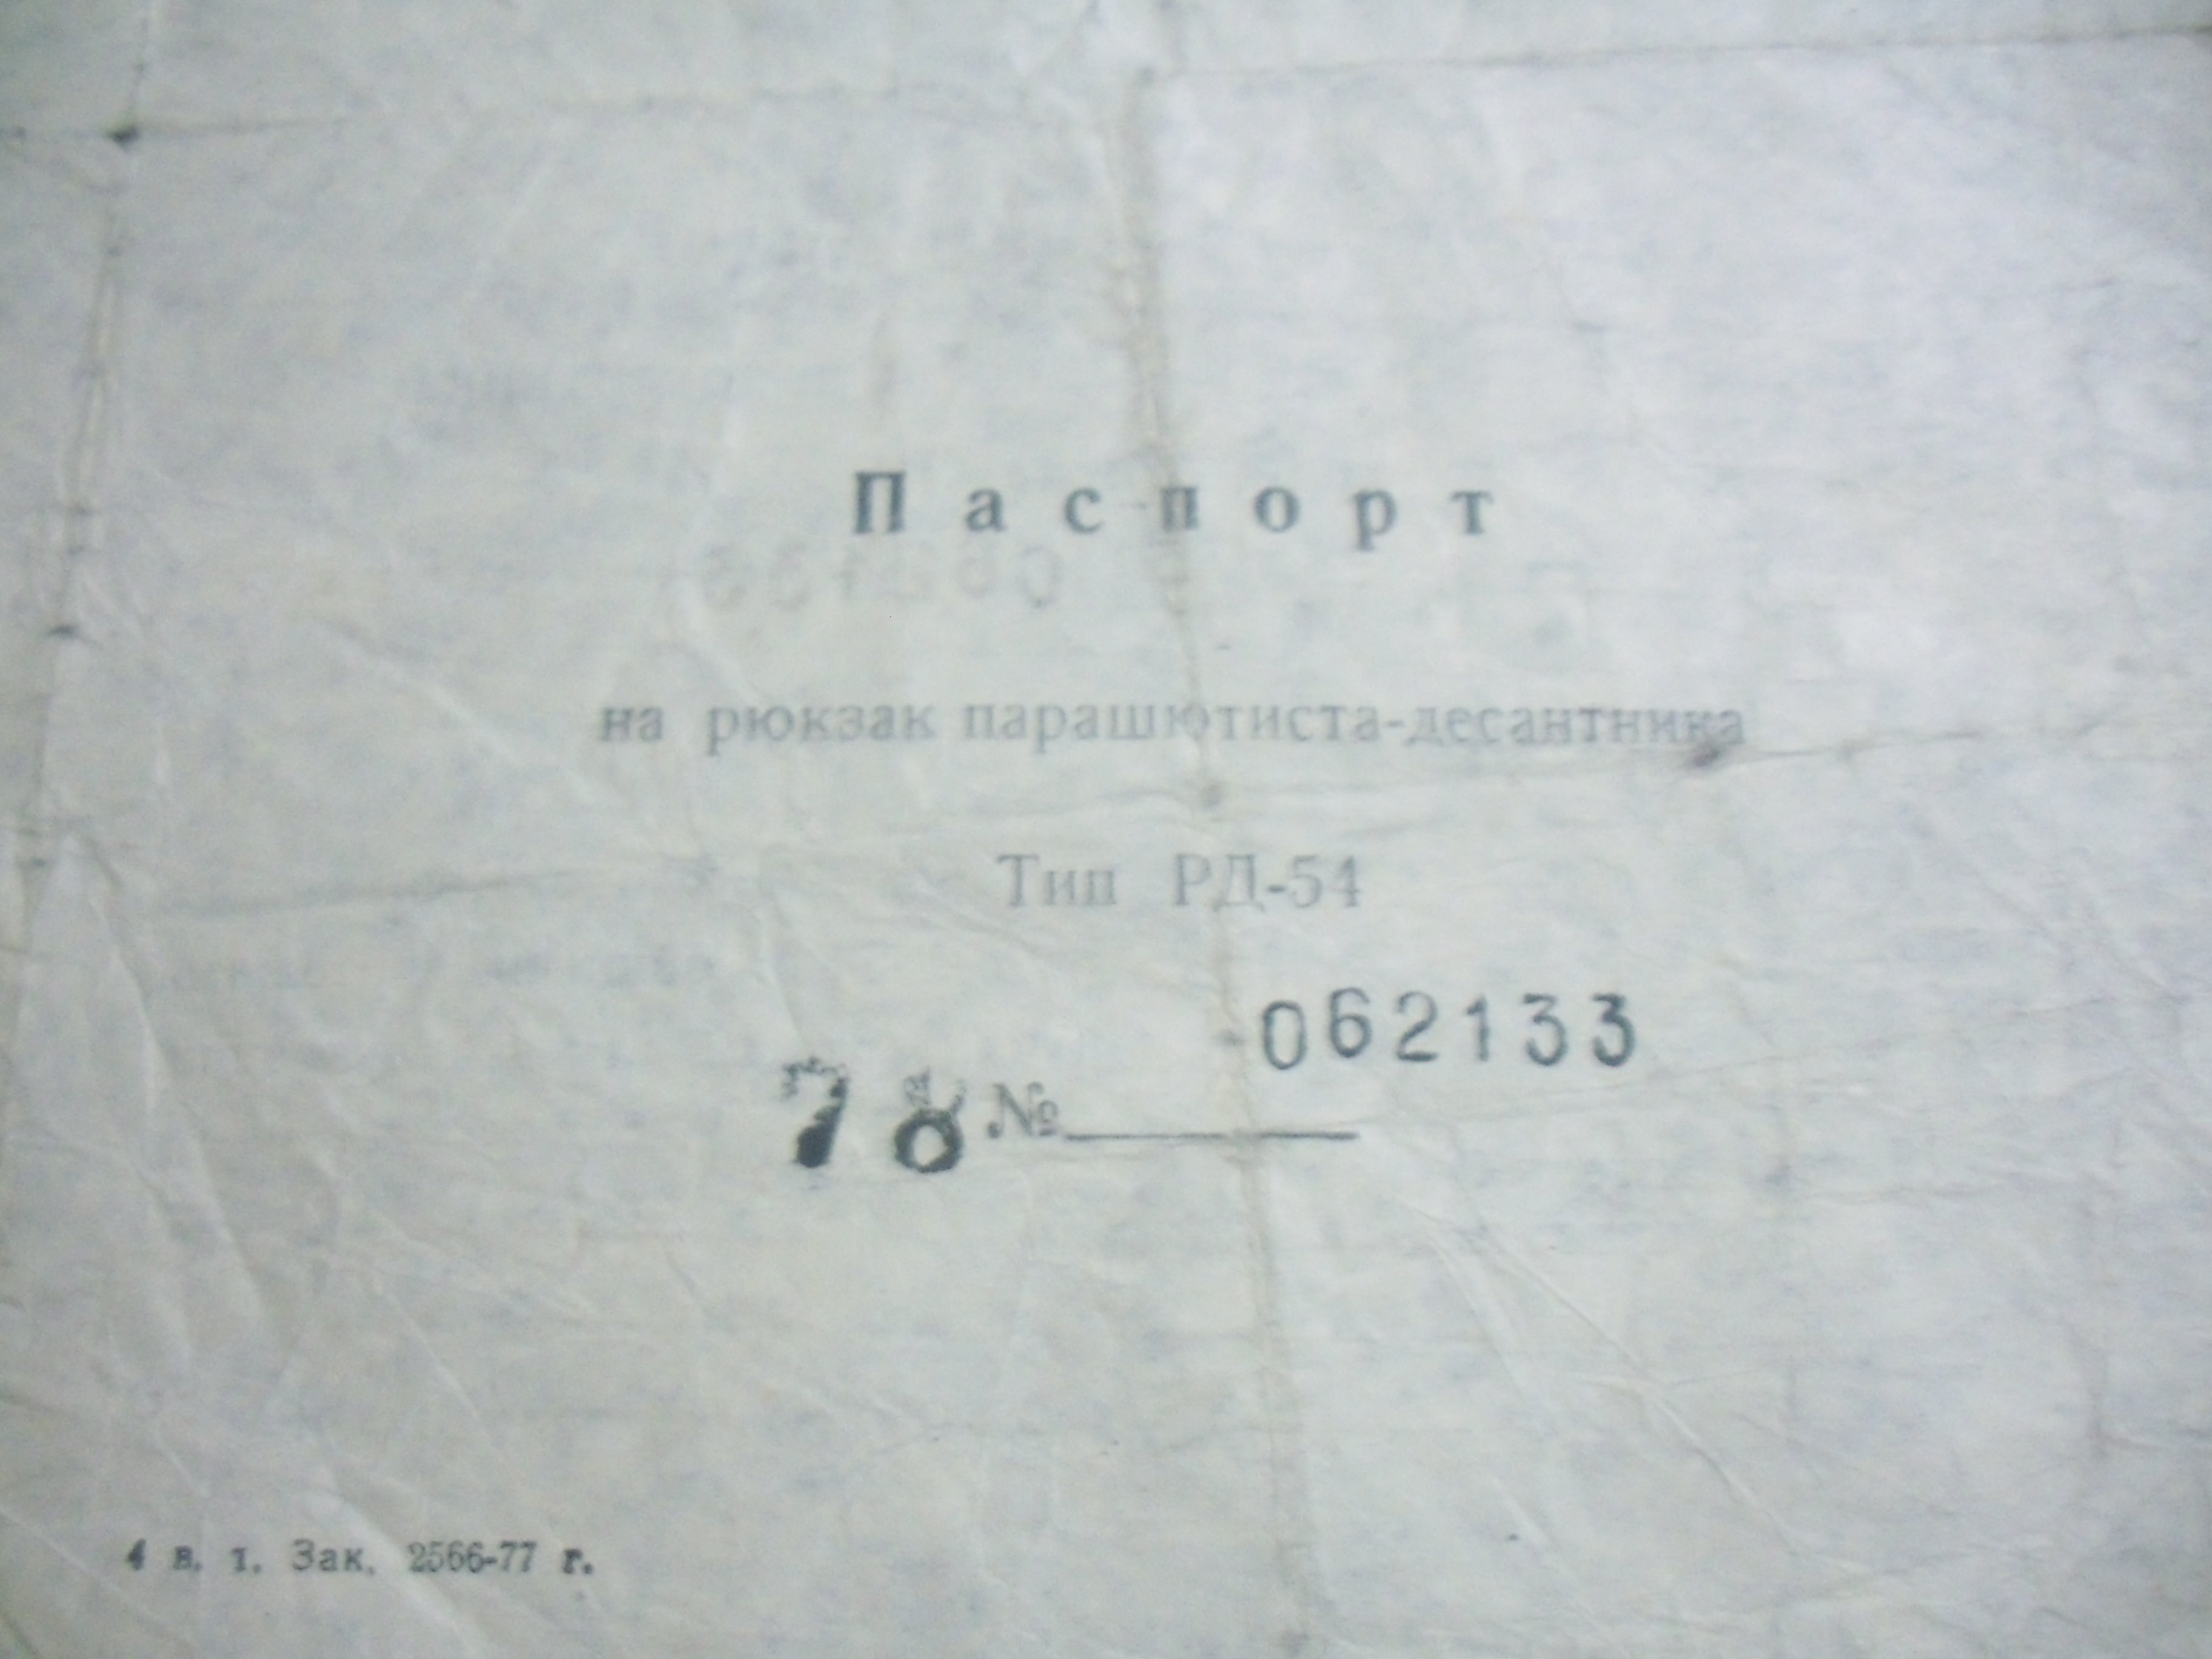 Паспорт
на рюкзак парашютиста-десантника
Тип РД-54
062133
78 №
4 в. т. Зак. 2566-77 г.